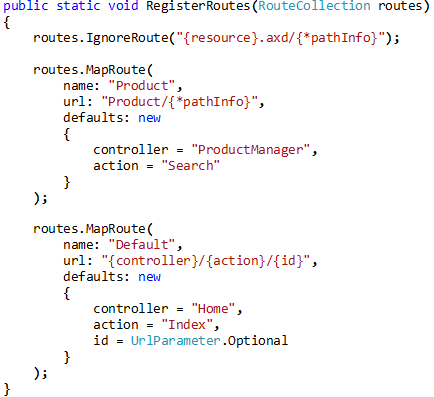 public static void RegisterRoutes(RouteCollection routes)
{
    routes.IgnoreRoute("{resource}.axd/{*pathInfo}");

    routes.MapRoute(
        name: "Product",
        url: "Product/{*pathInfo}",
        defaults: new
        {
            controller = "ProductManager",
            action = "Search"
        }
    );

    routes.MapRoute(
        name: "Default",
        url: "{controller}/{action}/{id}",
        defaults: new
        {
            controller = "Home",
            action = "Index",
            id = UrlParameter.Optional
        }
    );
}